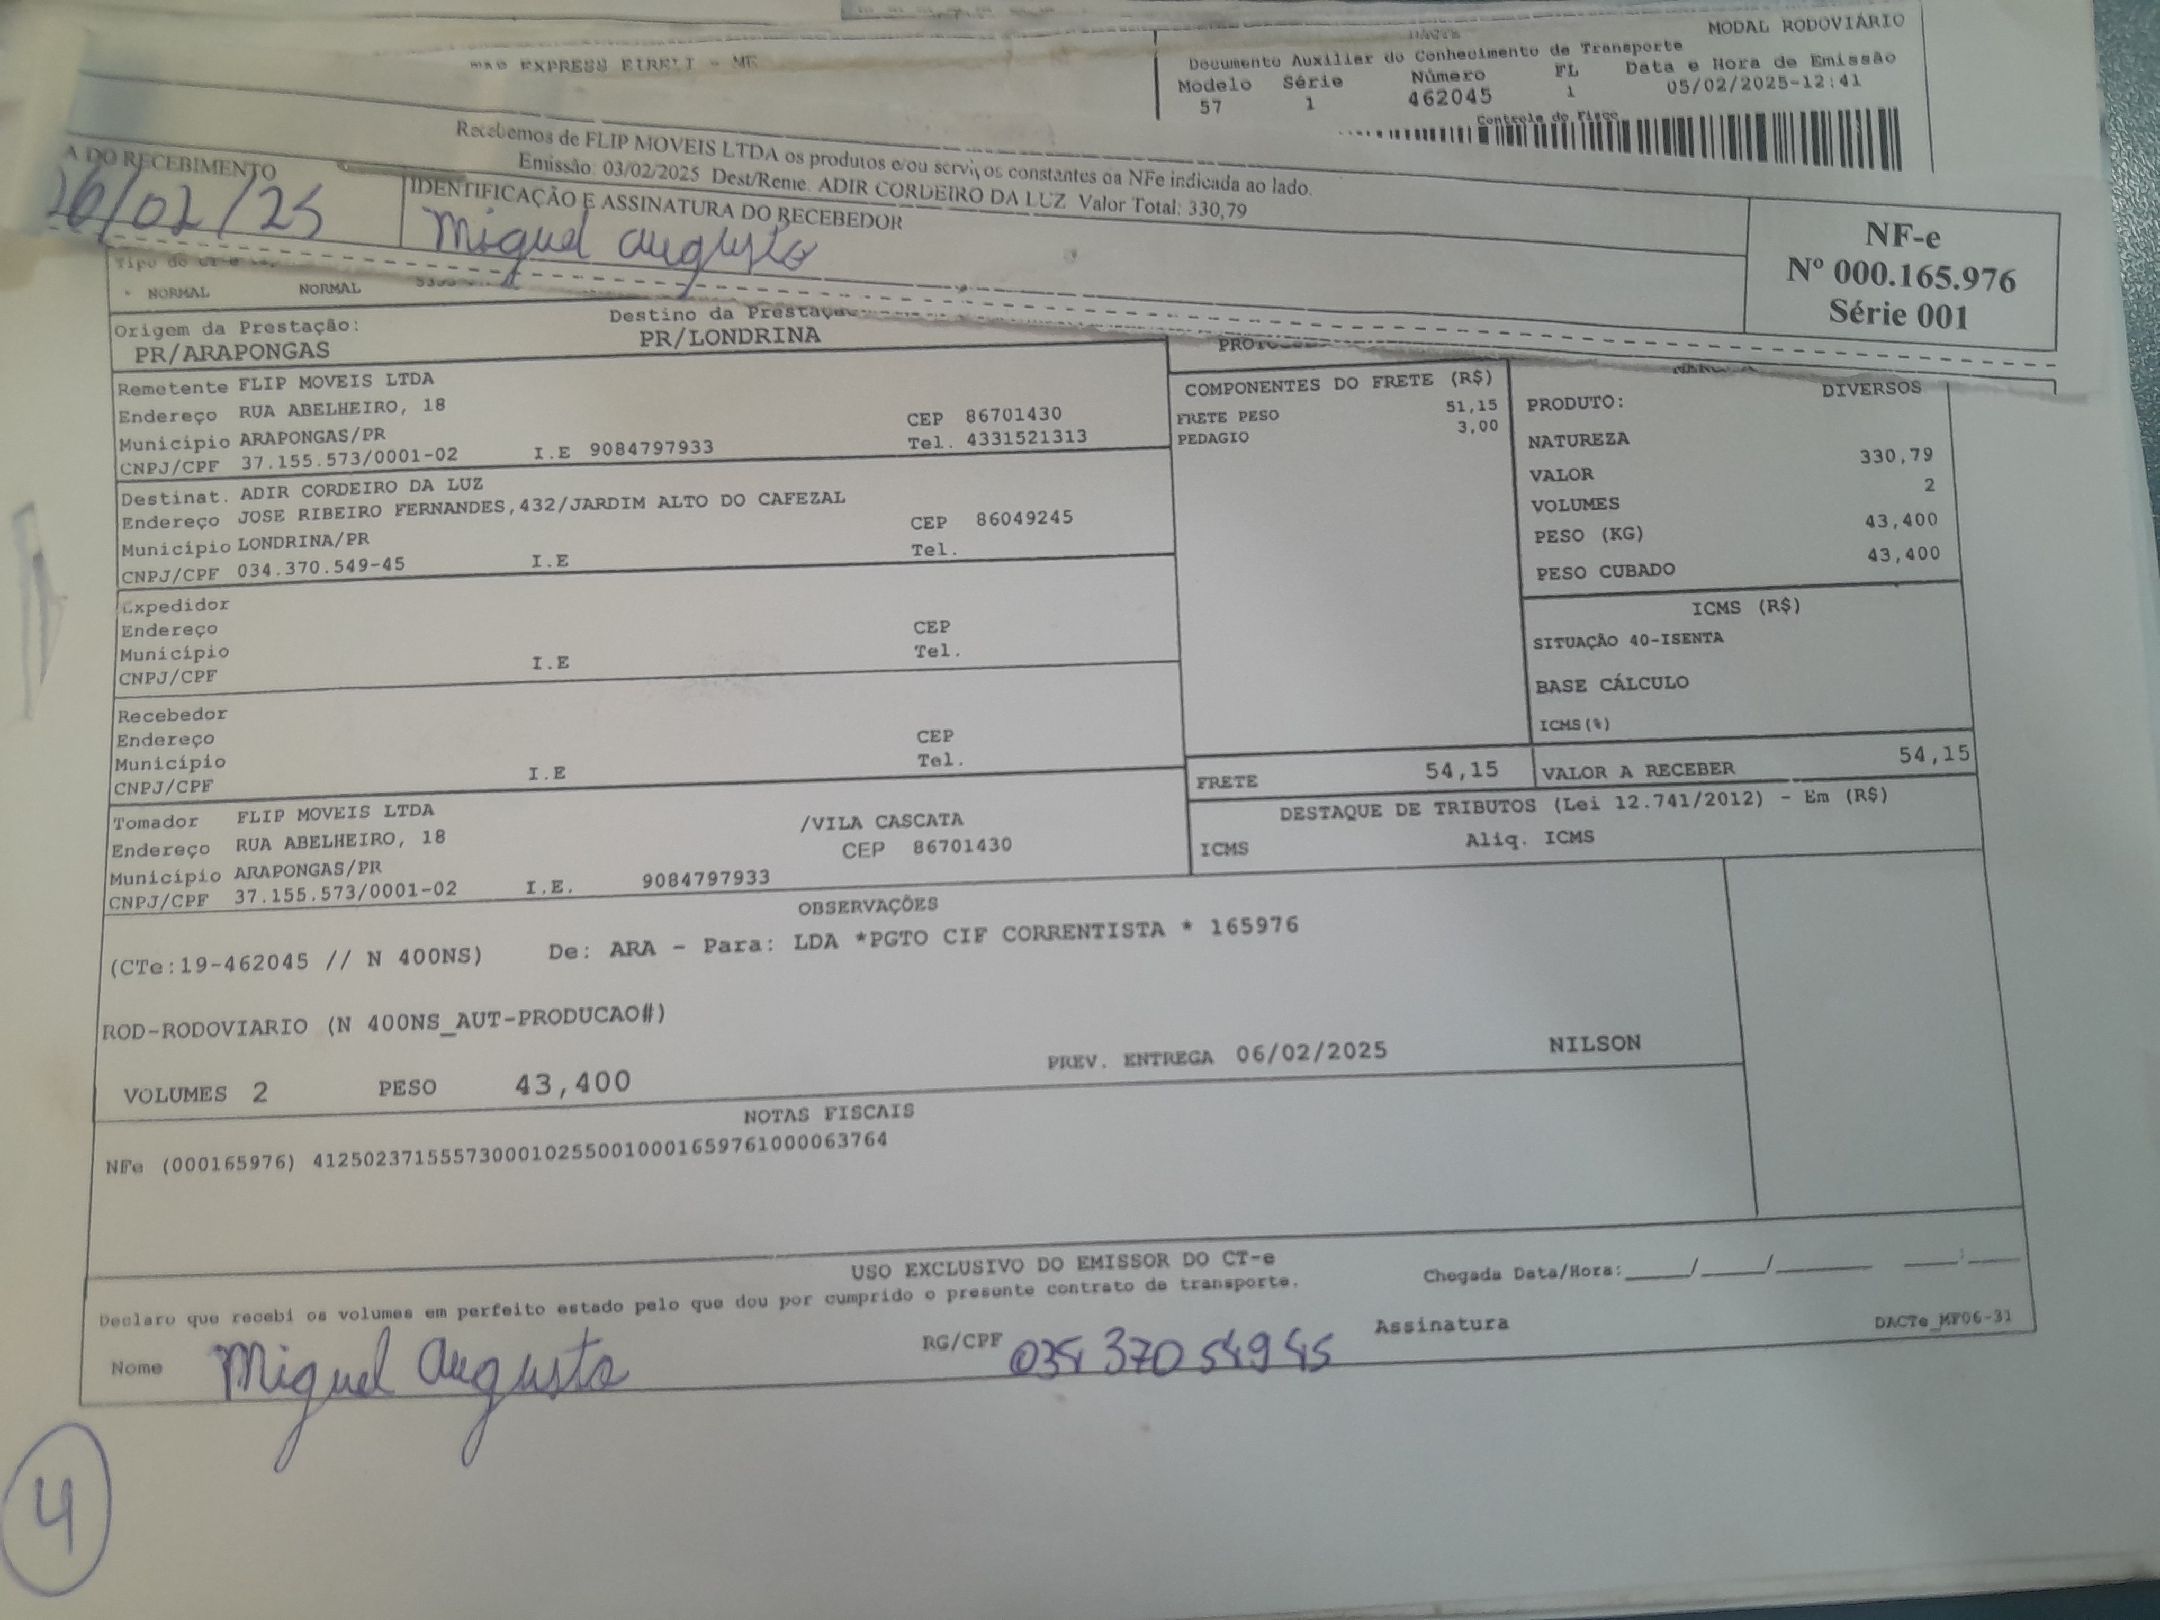 MODAL RODOVIÁRIO
EXPRESS EIRELI - ME
DACTE
Documento Auxiliar do Conhecimento de Transporte
Modelo Série Número FL Data e Hora de Emissão
57 1 462045 1 05/02/2025-12:41
Controle do Fisco
Recebemos de FLIP MOVEIS LTDA os produtos e/ou serviços constantes da NFe indicada ao lado.
Emissão: 03/02/2025 Dest/Reme. ADIR CORDEIRO DA LUZ Valor Total: 330,79
A DO RECEBIMENTO
/02/25
IDENTIFICAÇÃO E ASSINATURA DO RECEBEDOR
Miguel Augusto
NF-e
Nº 000.165.976
Série 001
Tipo do CT-e
NORMAL NORMAL
Origem da Prestação: Destino da Prestaç
PR/ARAPONGAS PR/LONDRINA
Remetente FLIP MOVEIS LTDA
Endereço RUA ABELHEIRO, 18 CEP 86701430
Município ARAPONGAS/PR Tel. 4331521313
CNPJ/CPF 37.155.573/0001-02 I.E 9084797933
Destinat. ADIR CORDEIRO DA LUZ
Endereço JOSE RIBEIRO FERNANDES,432/JARDIM ALTO DO CAFEZAL
CEP 86049245
Município LONDRINA/PR Tel.
CNPJ/CPF 034.370.549-45 I.E
Expedidor
Endereço CEP
Município Tel.
CNPJ/CPF I.E
Recebedor
Endereço CEP
Município Tel.
CNPJ/CPF I.E
Tomador FLIP MOVEIS LTDA
Endereço RUA ABELHEIRO, 18 /VILA CASCATA
Município ARAPONGAS/PR CEP 86701430
CNPJ/CPF 37.155.573/0001-02 I.E. 9084797933
COMPONENTES DO FRETE (R$)
FRETE PESO 51,15
PEDAGIO 3,00
PRODUTO: DIVERSOS
NATUREZA
VALOR 330,79
VOLUMES 2
PESO (KG) 43,400
PESO CUBADO 43,400
ICMS (R$)
SITUAÇÃO 40-ISENTA
BASE CÁLCULO
ICMS(%)
FRETE 54,15 VALOR A RECEBER 54,15
DESTAQUE DE TRIBUTOS (Lei 12.741/2012) - Em (R$)
ICMS Aliq. ICMS
OBSERVAÇÕES
(CTe:19-462045 // N 400NS) De: ARA - Para: LDA *PGTO CIF CORRENTISTA * 165976
ROD-RODOVIARIO (N 400NS_AUT-PRODUCAO#)
VOLUMES 2 PESO 43,400 PREV. ENTREGA 06/02/2025 NILSON
NOTAS FISCAIS
NFe (000165976) 41250237155573000102550010001659761000063764
USO EXCLUSIVO DO EMISSOR DO CT-e
Declaro que recebi os volumes em perfeito estado pelo que dou por cumprido o presente contrato de transporte. Chegada Data/Hora:____/____/______ ___:___
Nome Miguel Augusto RG/CPF 034 370 549 45 Assinatura DACTe_MF06-31
4